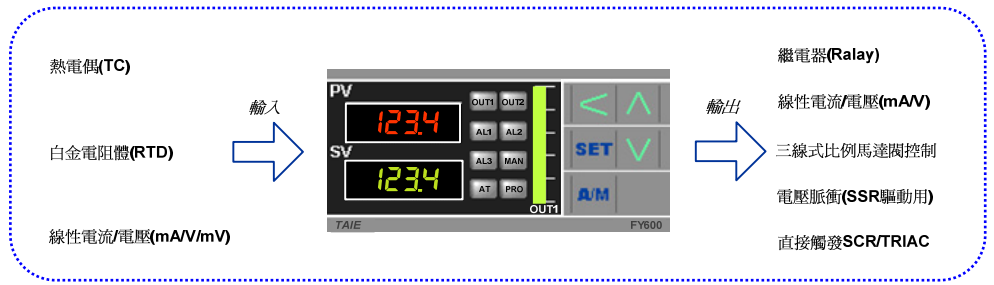 熱電偶(TC)
白金電阻體(RTD)
線性電流/電壓(mA/V/mV)
輸入
PV
123.4
SV
123.4
OUT1 OUT2
AL1 AL2
AL3 MAN
AT PRO
OUT1
SET
A/M
TAIE
FY600
輸出
繼電器(Ralay)
線性電流/電壓(mA/V)
三線式比例馬達閥控制
電壓脈衝(SSR驅動用)
直接觸發SCR/TRIAC